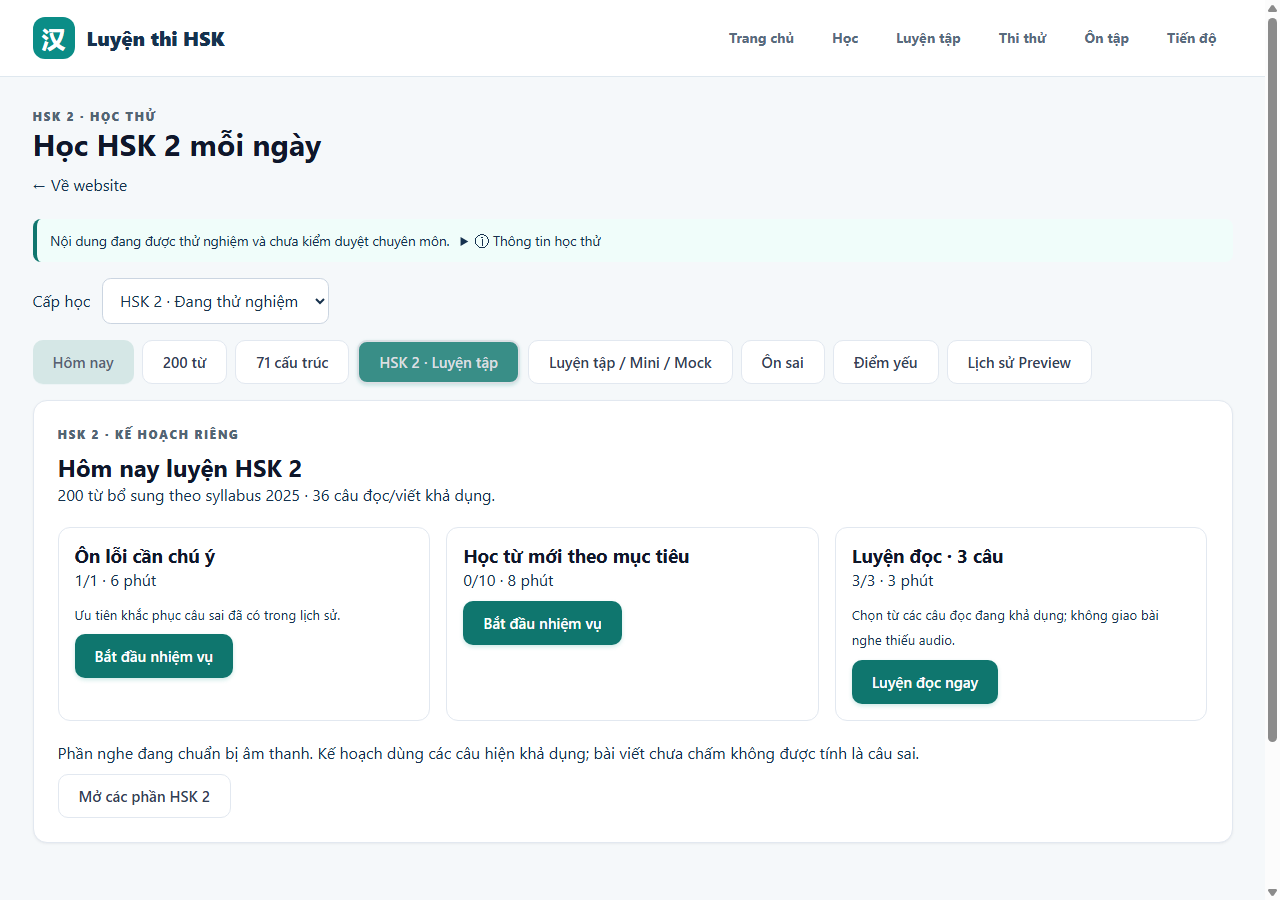 汉 Luyện thi HSK
Trang chủ Học Luyện tập Thi thử Ôn tập Tiến độ
HSK 2 · HỌC THỬ
Học HSK 2 mỗi ngày
← Về website
Nội dung đang được thử nghiệm và chưa kiểm duyệt chuyên môn. ▶ ⓘ Thông tin học thử
Cấp học HSK 2 · Đang thử nghiệm
Hôm nay 200 từ 71 cấu trúc HSK 2 · Luyện tập Luyện tập / Mini / Mock Ôn sai Điểm yếu Lịch sử Preview
HSK 2 · KẾ HOẠCH RIÊNG
Hôm nay luyện HSK 2
200 từ bổ sung theo syllabus 2025 · 36 câu đọc/viết khả dụng.
Ôn lỗi cần chú ý
1/1 · 6 phút
Ưu tiên khắc phục câu sai đã có trong lịch sử.
Bắt đầu nhiệm vụ
Học từ mới theo mục tiêu
0/10 · 8 phút
Bắt đầu nhiệm vụ
Luyện đọc · 3 câu
3/3 · 3 phút
Chọn từ các câu đọc đang khả dụng; không giao bài
nghe thiếu audio.
Luyện đọc ngay
Phần nghe đang chuẩn bị âm thanh. Kế hoạch dùng các câu hiện khả dụng; bài viết chưa chấm không được tính là câu sai.
Mở các phần HSK 2